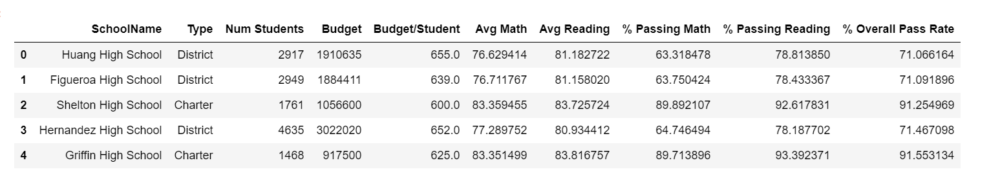 SchoolName Type Num Students Budget Budget/Student Avg Math Avg Reading % Passing Math % Passing Reading % Overall Pass Rate
0 Huang High School District 2917 1910635 655.0 76.629414 81.182722 63.318478 78.813850 71.066164
1 Figueroa High School District 2949 1884411 639.0 76.711767 81.158020 63.750424 78.433367 71.091896
2 Shelton High School Charter 1761 1056600 600.0 83.359455 83.725724 89.892107 92.617831 91.254969
3 Hernandez High School District 4635 3022020 652.0 77.289752 80.934412 64.746494 78.187702 71.467098
4 Griffin High School Charter 1468 917500 625.0 83.351499 83.816757 89.713896 93.392371 91.553134